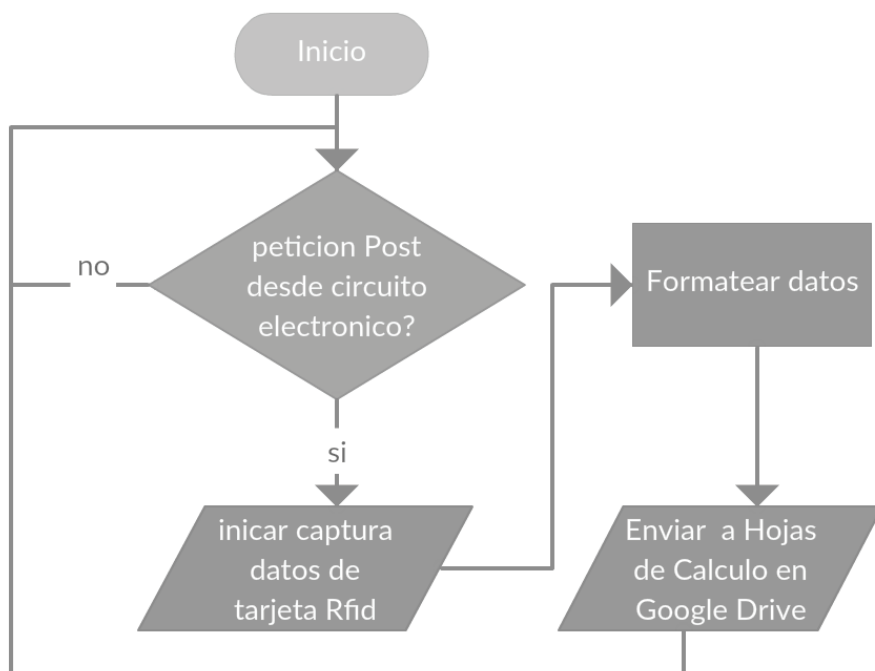 Inicio
peticion Post
desde circuito
electronico?
no
si
inicar captura
datos de
tarjeta Rfid
Formatear datos
Enviar a Hojas
de Calculo en
Google Drive